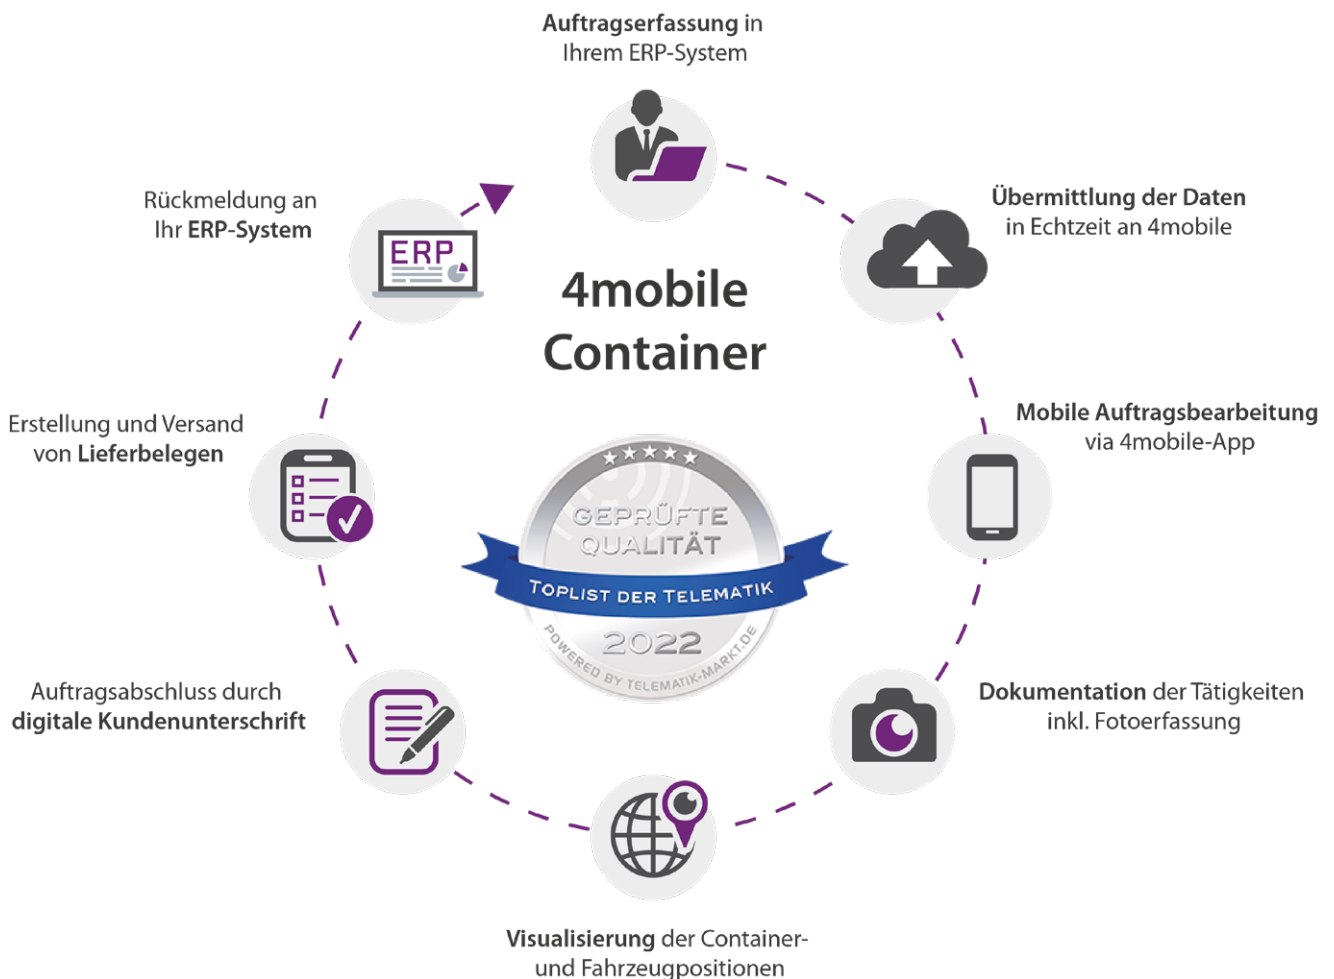 Auftragserfassung in
Ihrem ERP-System
Übermittlung der Daten
in Echtzeit an 4mobile
Mobile Auftragsbearbeitung
via 4mobile-App
Dokumentation der Tätigkeiten
inkl. Fotoerfassung
Visualisierung der Container-
und Fahrzeugpositionen
Auftragsabschluss durch
digitale Kundenunterschrift
Erstellung und Versand
von Lieferbelegen
Rückmeldung an
Ihr ERP-System
ERP
4mobile
Container
GEPRÜFTE
QUALITÄT
TOPLIST DER TELEMATIK
2022
POWERED BY TELEMATIK-MARKT.DE